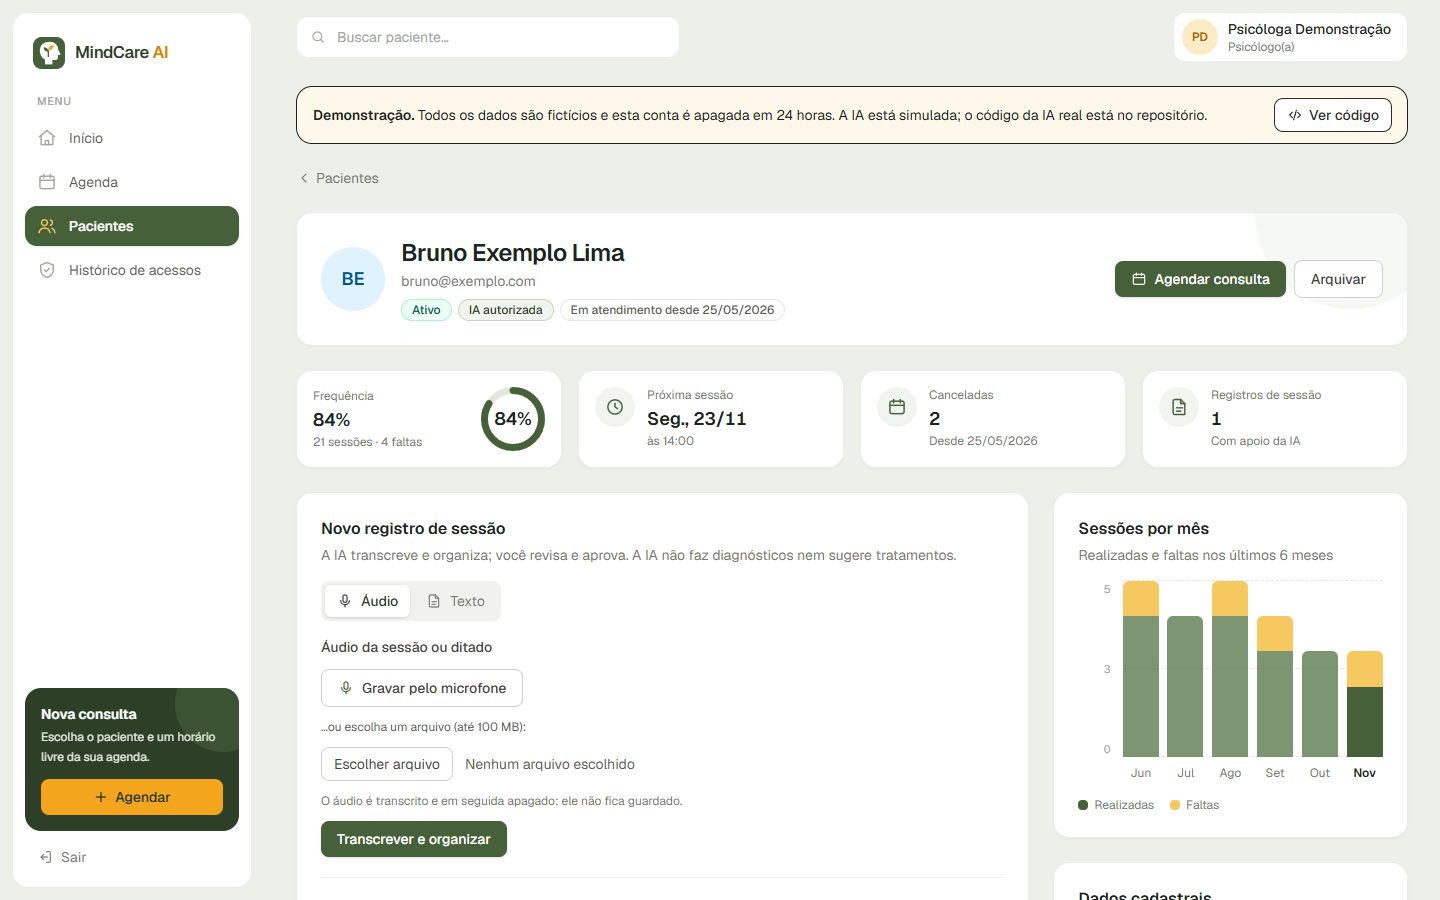 MindCare AI
MENU
Início
Agenda
Pacientes
Histórico de acessos
Nova consulta
Escolha o paciente e um horário
livre da sua agenda.
Agendar
Sair
Buscar paciente...
PD
Psicóloga Demonstração
Psicólogo(a)
Demonstração. Todos os dados são fictícios e esta conta é apagada em 24 horas. A IA está simulada; o código da IA real está no repositório.
Ver código
Pacientes
BE
Bruno Exemplo Lima
bruno@exemplo.com
Ativo
IA autorizada
Em atendimento desde 25/05/2026
Agendar consulta
Arquivar
Frequência
84%
21 sessões · 4 faltas
84%
Próxima sessão
Seg., 23/11
às 14:00
Canceladas
2
Desde 25/05/2026
Registros de sessão
1
Com apoio da IA
Novo registro de sessão
A IA transcreve e organiza; você revisa e aprova. A IA não faz diagnósticos nem sugere tratamentos.
Áudio
Texto
Áudio da sessão ou ditado
Gravar pelo microfone
...ou escolha um arquivo (até 100 MB):
Escolher arquivo
Nenhum arquivo escolhido
O áudio é transcrito e em seguida apagado: ele não fica guardado.
Transcrever e organizar
Sessões por mês
Realizadas e faltas nos últimos 6 meses
5
3
0
Jun Jul Ago Set Out Nov
Realizadas Faltas
Dados cadastrais